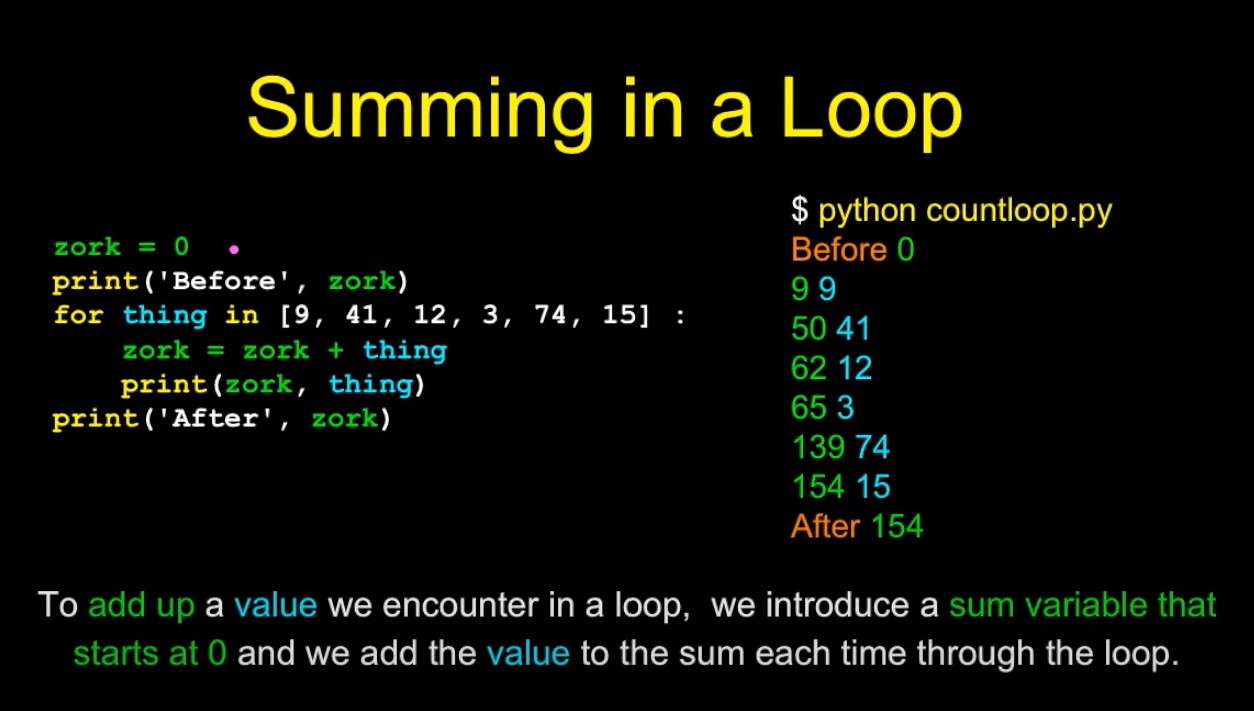 Summing in a Loop
zork = 0
print('Before', zork)
for thing in [9, 41, 12, 3, 74, 15] :
    zork = zork + thing
    print(zork, thing)
print('After', zork)
$ python countloop.py
Before 0
9 9
50 41
62 12
65 3
139 74
154 15
After 154
To add up a value we encounter in a loop,  we introduce a sum variable that
starts at 0 and we add the value to the sum each time through the loop.